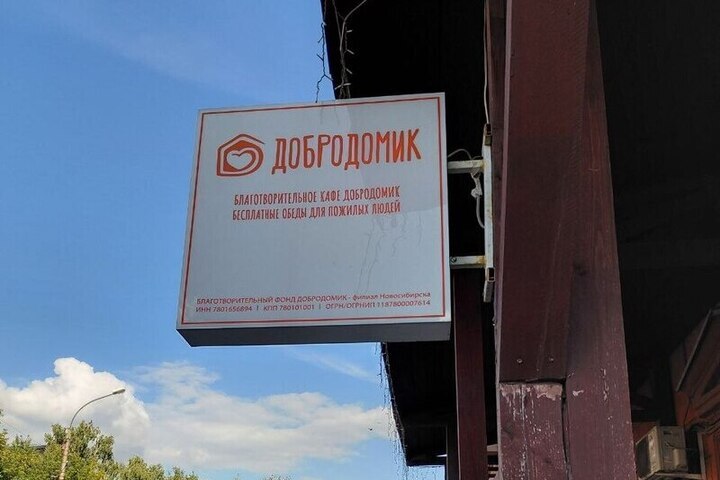 ДОБРОДОМИК
БЛАГОТВОРИТЕЛЬНОЕ КАФЕ ДОБРОДОМИК
БЕСПЛАТНЫЕ ОБЕДЫ ДЛЯ ПОЖИЛЫХ ЛЮДЕЙ
БЛАГОТВОРИТЕЛЬНЫЙ ФОНД ДОБРОДОМИК - филиал Новосибирска
ИНН 7801656894 | КПП 780101001 | ОГРН/ОГРНИП 1187800007614